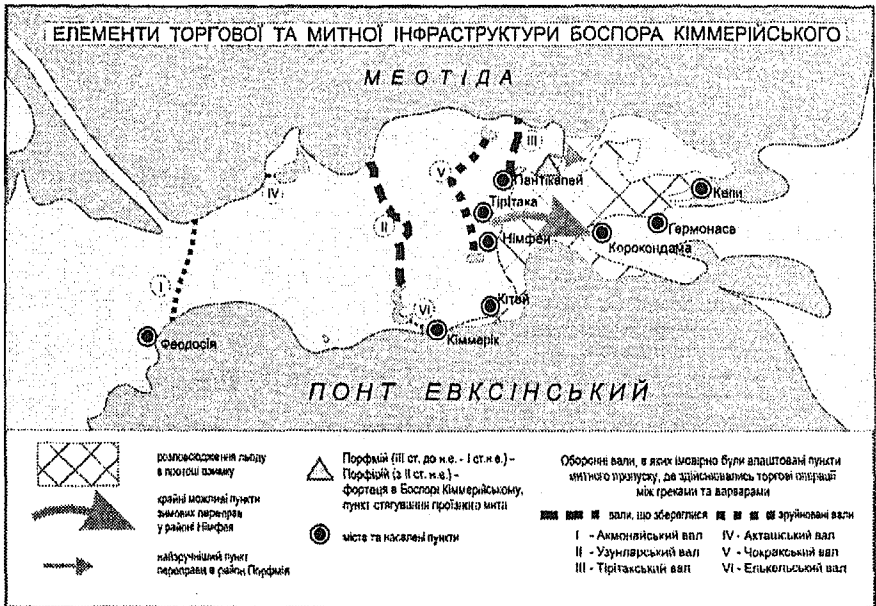 ЕЛЕМЕНТИ ТОРГОВОЇ ТА МИТНОЇ ІНФРАСТРУКТУРИ БОСПОРА КІММЕРІЙСЬКОГО
МЕОТІДА
III
V
Пантікапей
IV
Тірітака
Кепи
II
Німфей
Гермонаса
Корокондама
I
VI
Кітей
Феодосія
Кіммерік
ПОНТ ЕВКСІНСЬКИЙ
розповсюдження льоду
в протоці взимку
крайні можливі пункти
зимових переправ
у районі Німфея
найзручніший пункт
переправи в район Порфмія
Порфмій (III ст. до н.е. - I ст.н.е.) -
Порфірій (з II ст. н.е.) -
фортеця в Боспорі Кіммерійському,
пункт стягування проїзного мита
міста та населені пункти
Оборонні вали, в яких імовірно були влаштовані пункти
митного пропуску, де здійснювались торгові операції
між греками та варварами
вали, що збереглися
зруйновані вали
I - Акмонайський вал
II - Узунларський вал
III - Тірітакський вал
IV - Акташський вал
V - Чокракський вал
VI - Елькельський вал